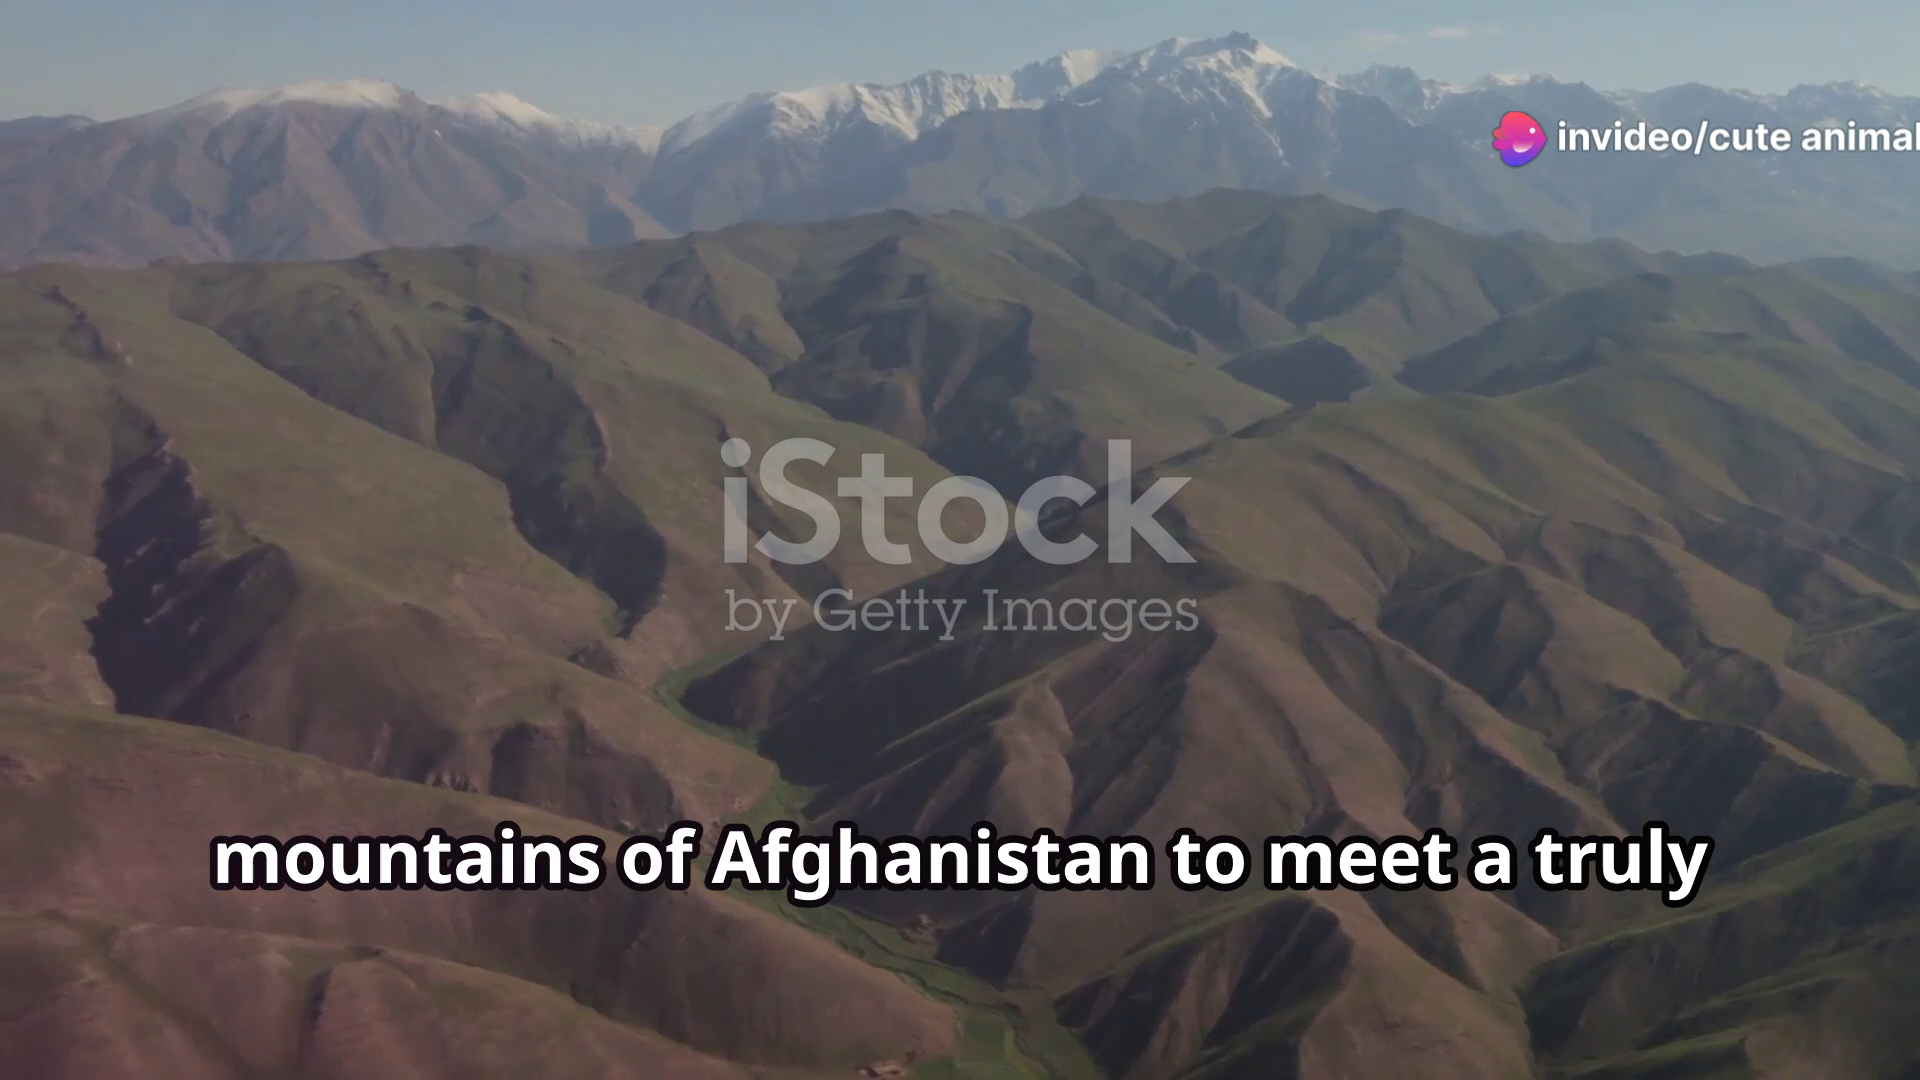 invideo/cute animal
iStock
by Getty Images
mountains of Afghanistan to meet a truly